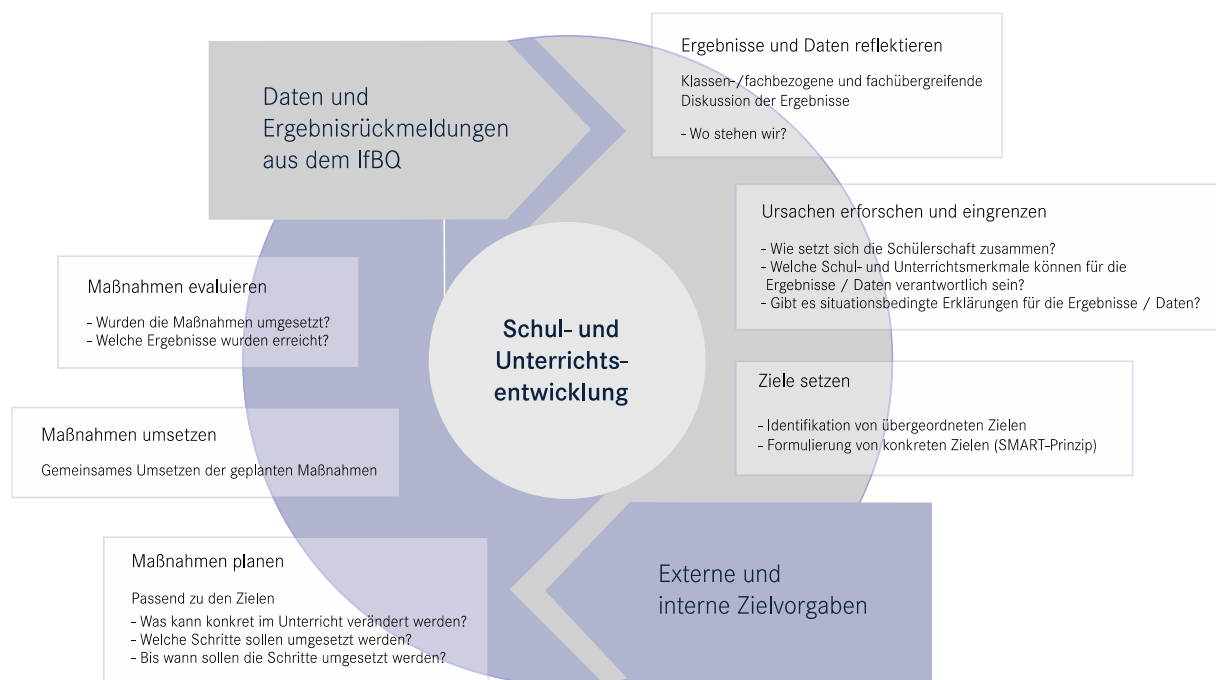 Daten und
Ergebnisrückmeldungen
aus dem IfBQ
Ergebnisse und Daten reflektieren
Klassen-/fachbezogene und fachübergreifende
Diskussion der Ergebnisse
- Wo stehen wir?
Ursachen erforschen und eingrenzen
- Wie setzt sich die Schülerschaft zusammen?
- Welche Schul- und Unterrichtsmerkmale können für die
Ergebnisse / Daten verantwortlich sein?
- Gibt es situationsbedingte Erklärungen für die Ergebnisse / Daten?
Ziele setzen
- Identifikation von übergeordneten Zielen
- Formulierung von konkreten Zielen (SMART-Prinzip)
Externe und
interne Zielvorgaben
Maßnahmen planen
Passend zu den Zielen
- Was kann konkret im Unterricht verändert werden?
- Welche Schritte sollen umgesetzt werden?
- Bis wann sollen die Schritte umgesetzt werden?
Maßnahmen umsetzen
Gemeinsames Umsetzen der geplanten Maßnahmen
Maßnahmen evaluieren
- Wurden die Maßnahmen umgesetzt?
- Welche Ergebnisse wurden erreicht?
Schul- und
Unterrichts-
entwicklung